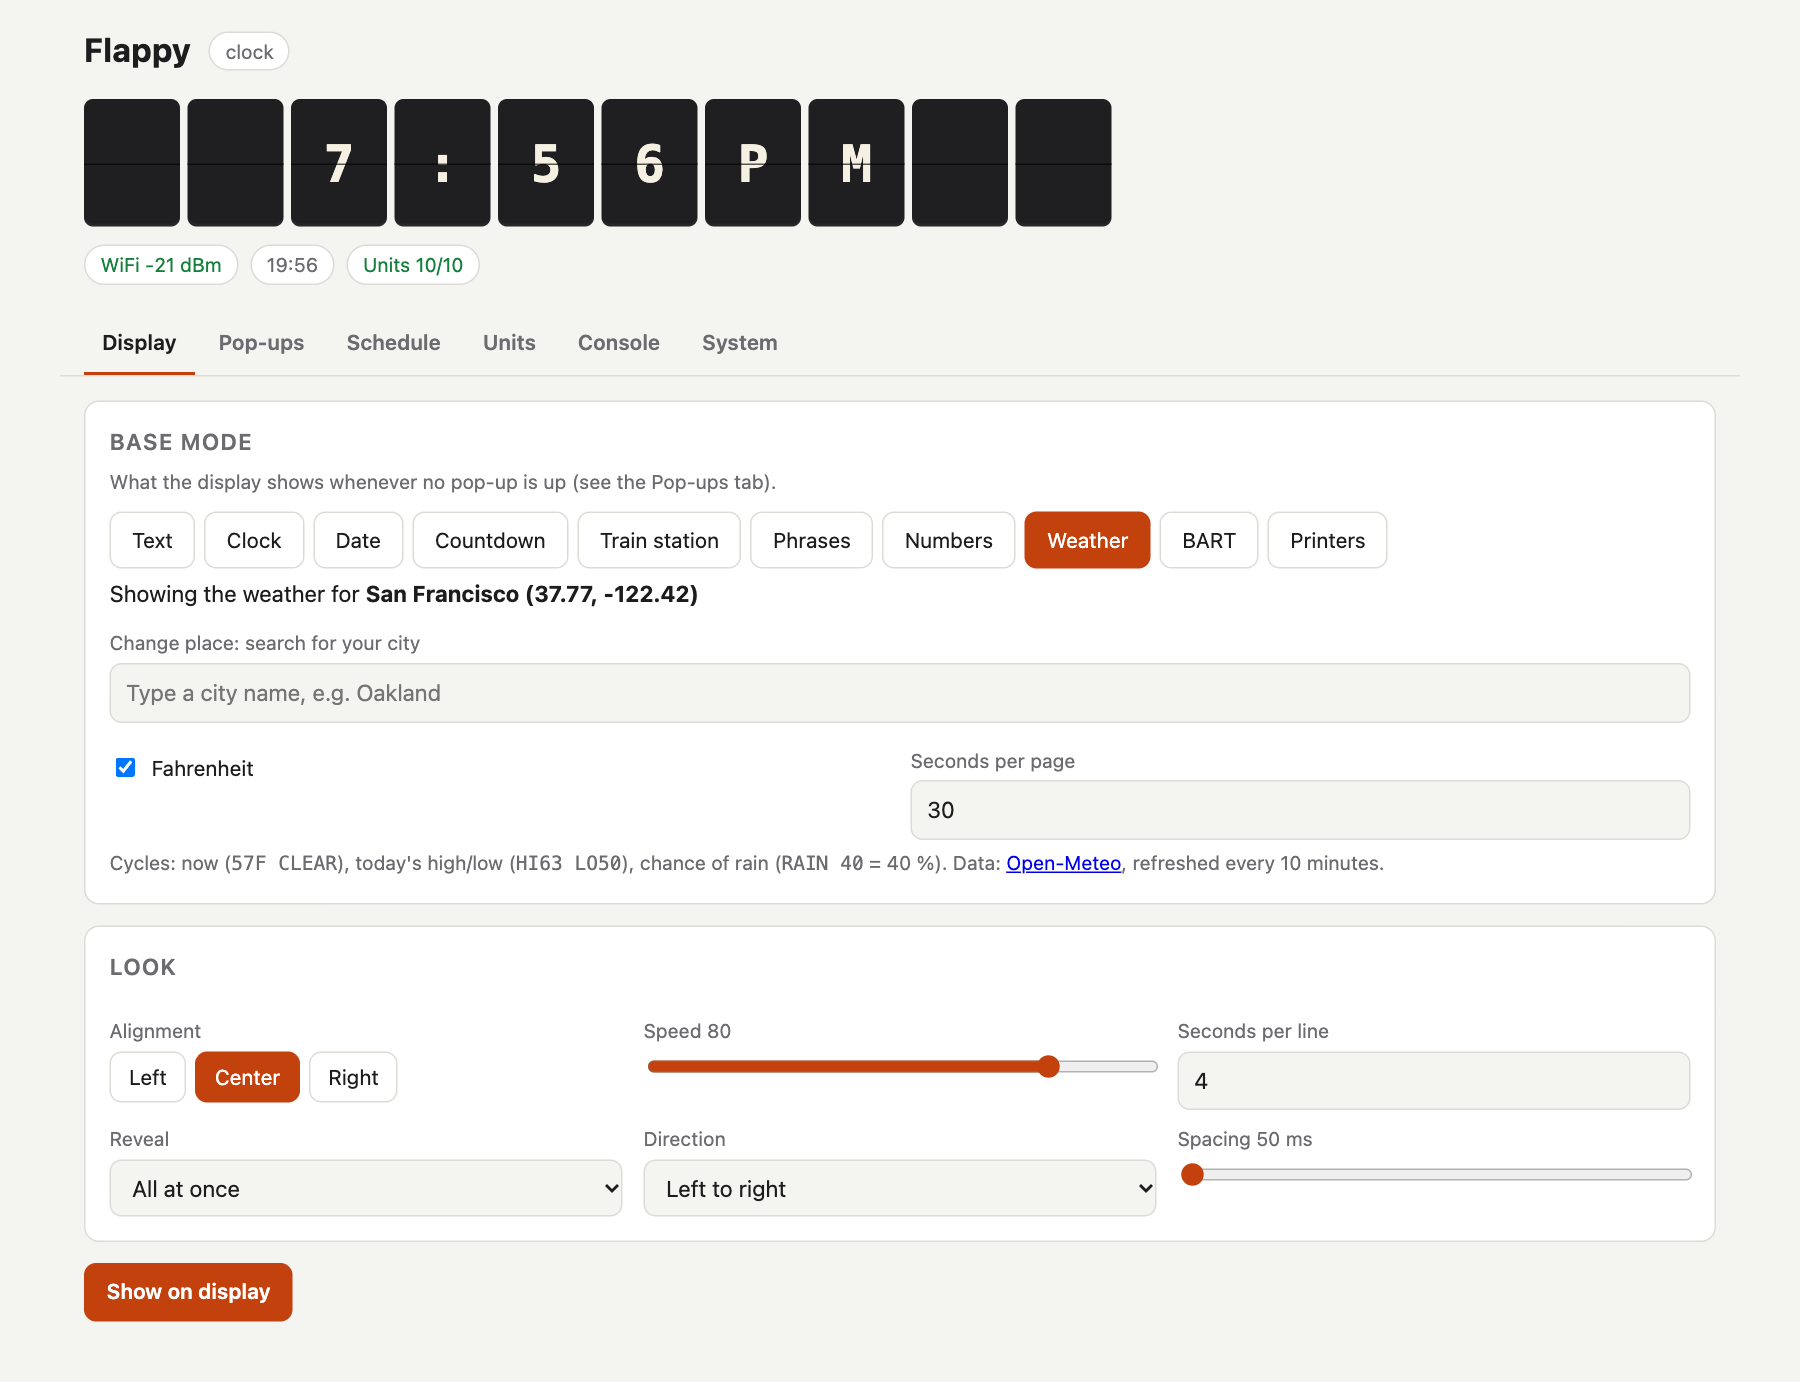 Flappy clock
7 : 5 6 P M
WiFi -21 dBm 19:56 Units 10/10
Display Pop-ups Schedule Units Console System
BASE MODE
What the display shows whenever no pop-up is up (see the Pop-ups tab).
Text Clock Date Countdown Train station Phrases Numbers Weather BART Printers
Showing the weather for San Francisco (37.77, -122.42)
Change place: search for your city
Type a city name, e.g. Oakland
Fahrenheit
Seconds per page
30
Cycles: now (57F CLEAR), today's high/low (HI63 LO50), chance of rain (RAIN 40 = 40 %). Data: Open-Meteo, refreshed every 10 minutes.
LOOK
Alignment
Left Center Right
Speed 80
Seconds per line
4
Reveal
All at once
Direction
Left to right
Spacing 50 ms
Show on display